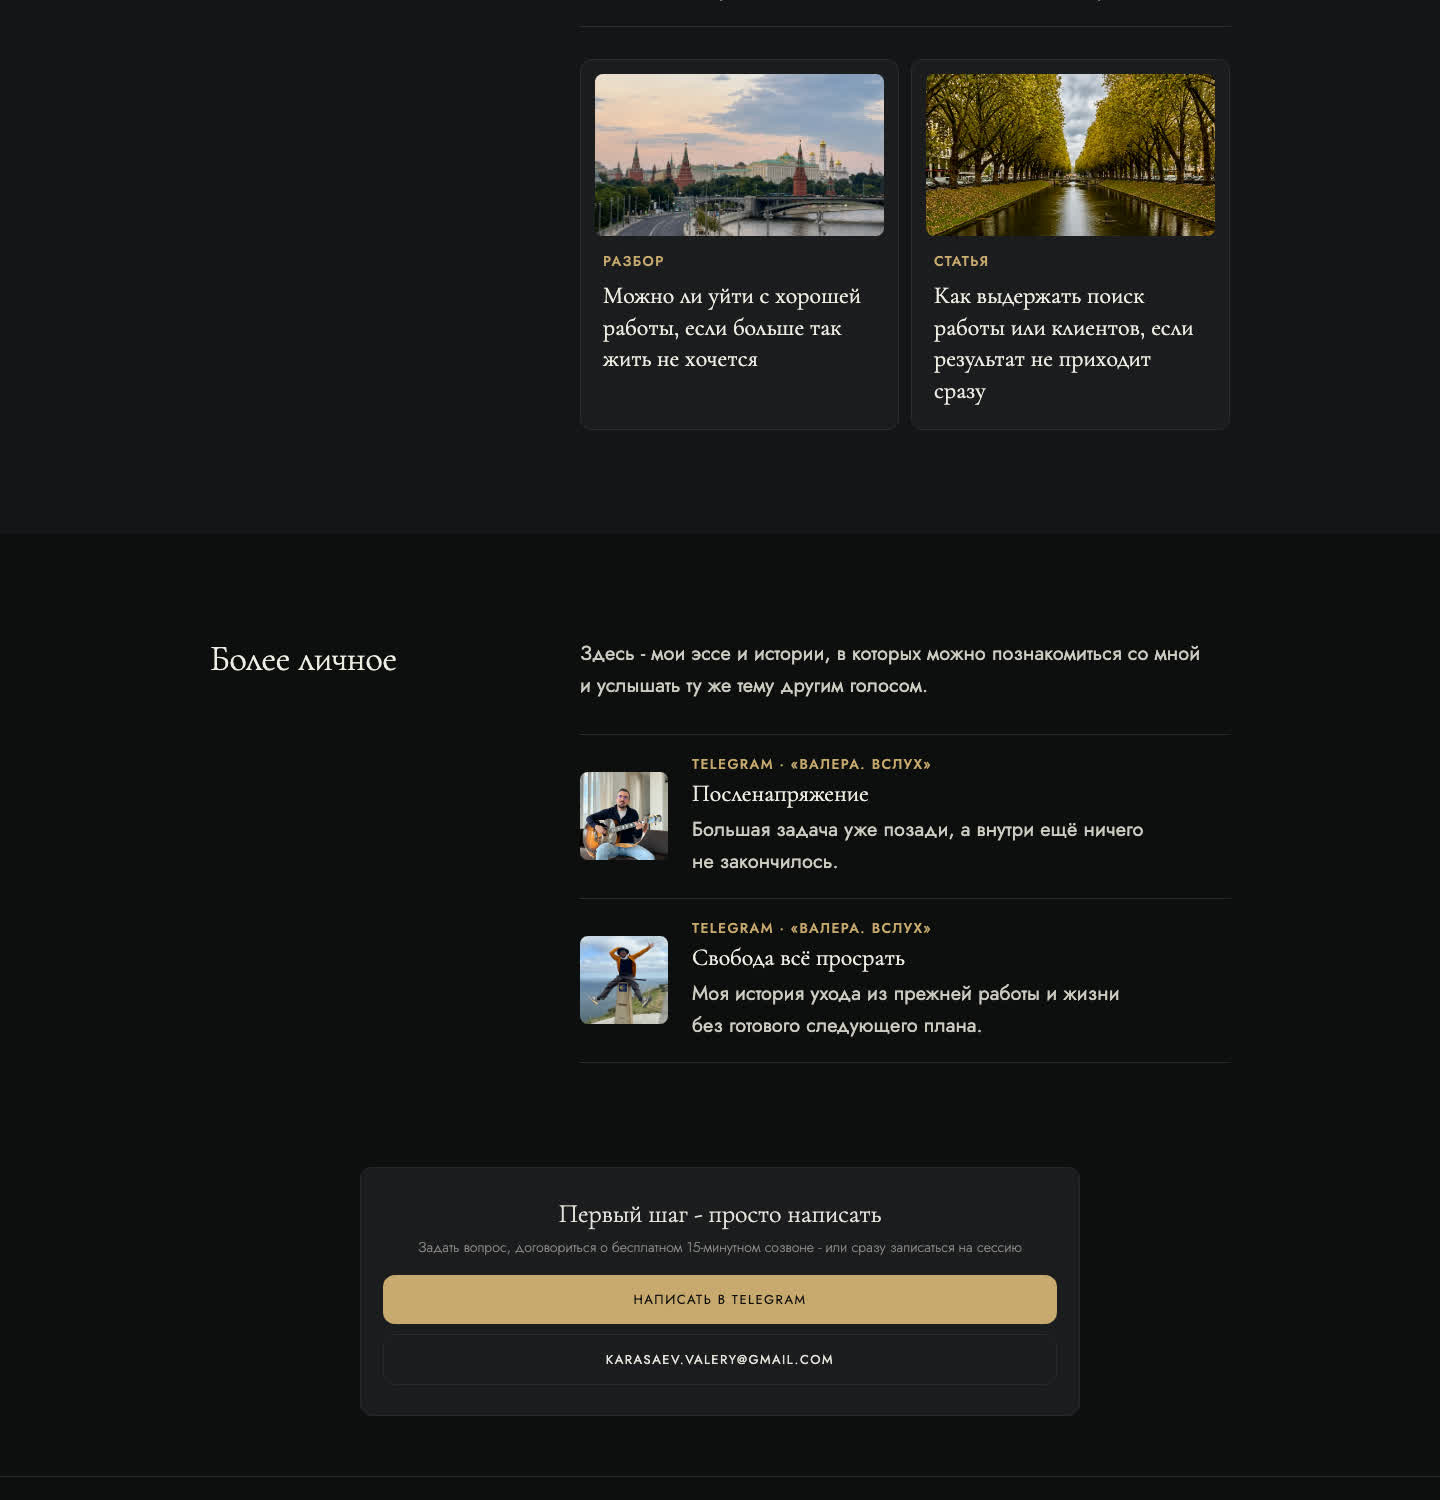 РАЗБОР
Можно ли уйти с хорошей
работы, если больше так
жить не хочется
СТАТЬЯ
Как выдержать поиск
работы или клиентов, если
результат не приходит
сразу
Более личное
Здесь - мои эссе и истории, в которых можно познакомиться со мной
и услышать ту же тему другим голосом.
TELEGRAM · «ВАЛЕРА. ВСЛУХ»
Посленапряжение
Большая задача уже позади, а внутри ещё ничего
не закончилось.
TELEGRAM · «ВАЛЕРА. ВСЛУХ»
Свобода всё просрать
Моя история ухода из прежней работы и жизни
без готового следующего плана.
Первый шаг - просто написать
Задать вопрос, договориться о бесплатном 15-минутном созвоне - или сразу записаться на сессию
НАПИСАТЬ В TELEGRAM
KARASAEV.VALERY@GMAIL.COM